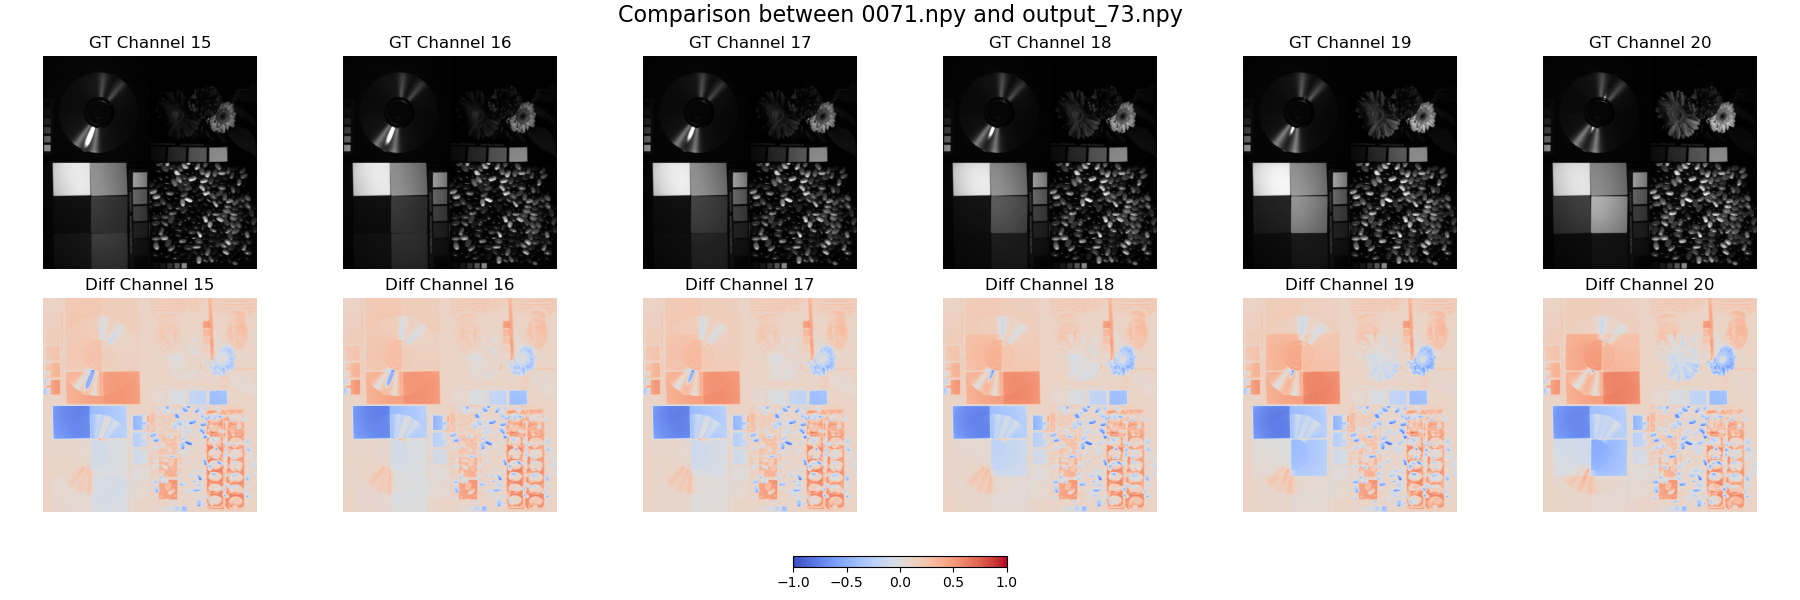 Comparison between 0071.npy and output_73.npy
GT Channel 15
GT Channel 16
GT Channel 17
GT Channel 18
GT Channel 19
GT Channel 20
Diff Channel 15
Diff Channel 16
Diff Channel 17
Diff Channel 18
Diff Channel 19
Diff Channel 20
−1.0 −0.5 0.0 0.5 1.0